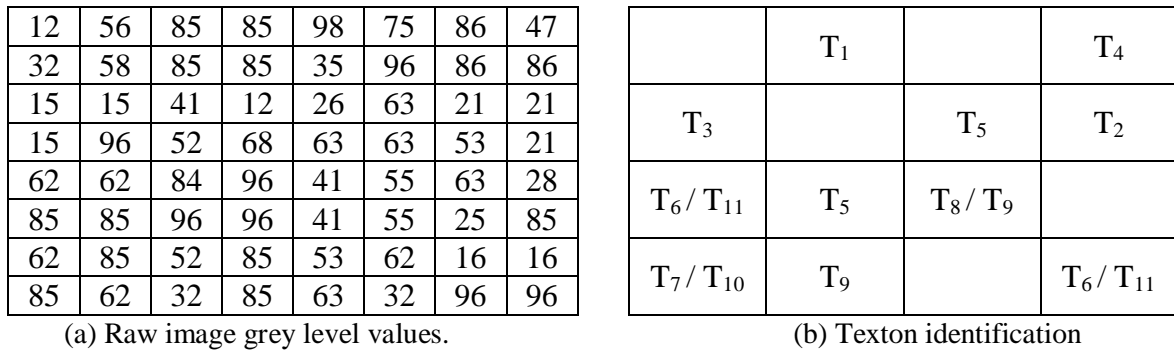 12 56 85 85 98 75 86 47
32 58 85 85 35 96 86 86
15 15 41 12 26 63 21 21
15 96 52 68 63 63 53 21
62 62 84 96 41 55 63 28
85 85 96 96 41 55 25 85
62 85 52 85 53 62 16 16
85 62 32 85 63 32 96 96
(a) Raw image grey level values.
T₁ T₄
T₃ T₅ T₂
T₆ / T₁₁ T₅ T₈ / T₉
T₇ / T₁₀ T₉ T₆ / T₁₁
(b) Texton identification